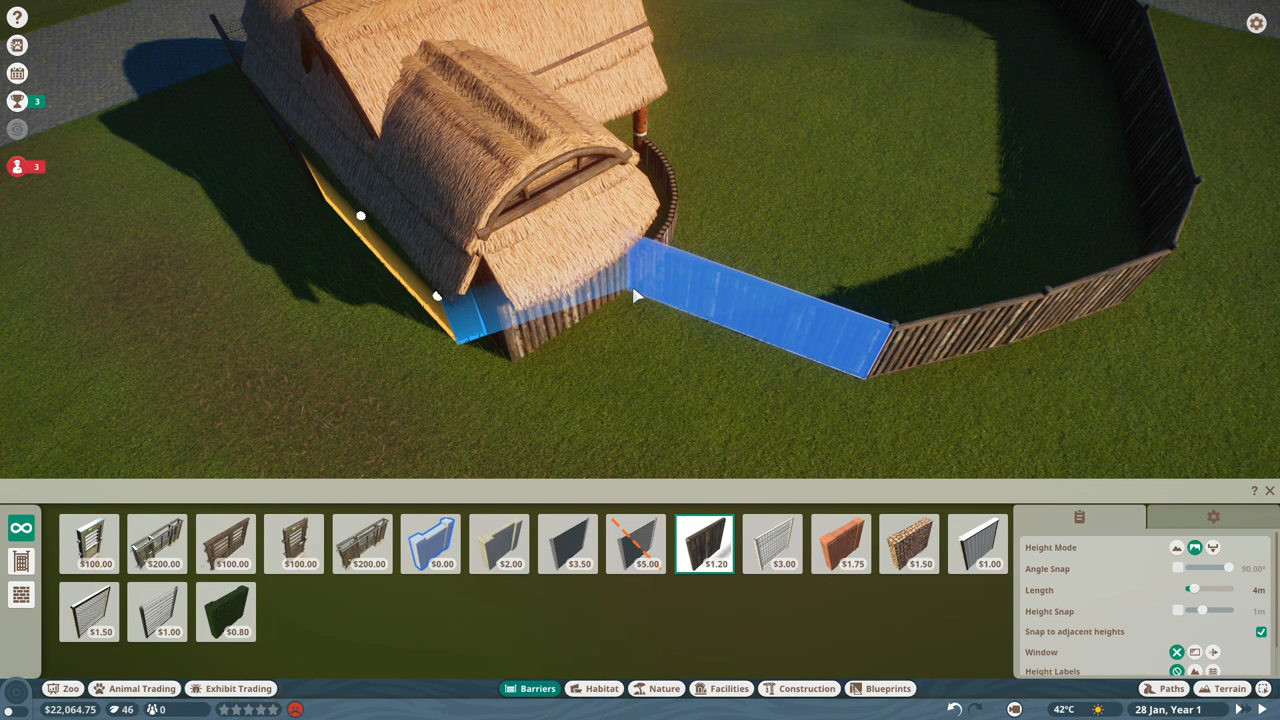 ?
3
3
? ×
$100.00 $200.00 $100.00 $100.00 $200.00 $0.00 $2.00 $3.50 $5.00 $1.20 $3.00 $1.75 $1.50 $1.00
$1.50 $1.00 $0.80
Height Mode
Angle Snap 90.00°
Length 4m
Height Snap 1m
Snap to adjacent heights
Window
Height Labels
Zoo Animal Trading Exhibit Trading Barriers Habitat Nature Facilities Construction Blueprints Paths Terrain
$22,064.75 46 0 42°C 28 Jan, Year 1